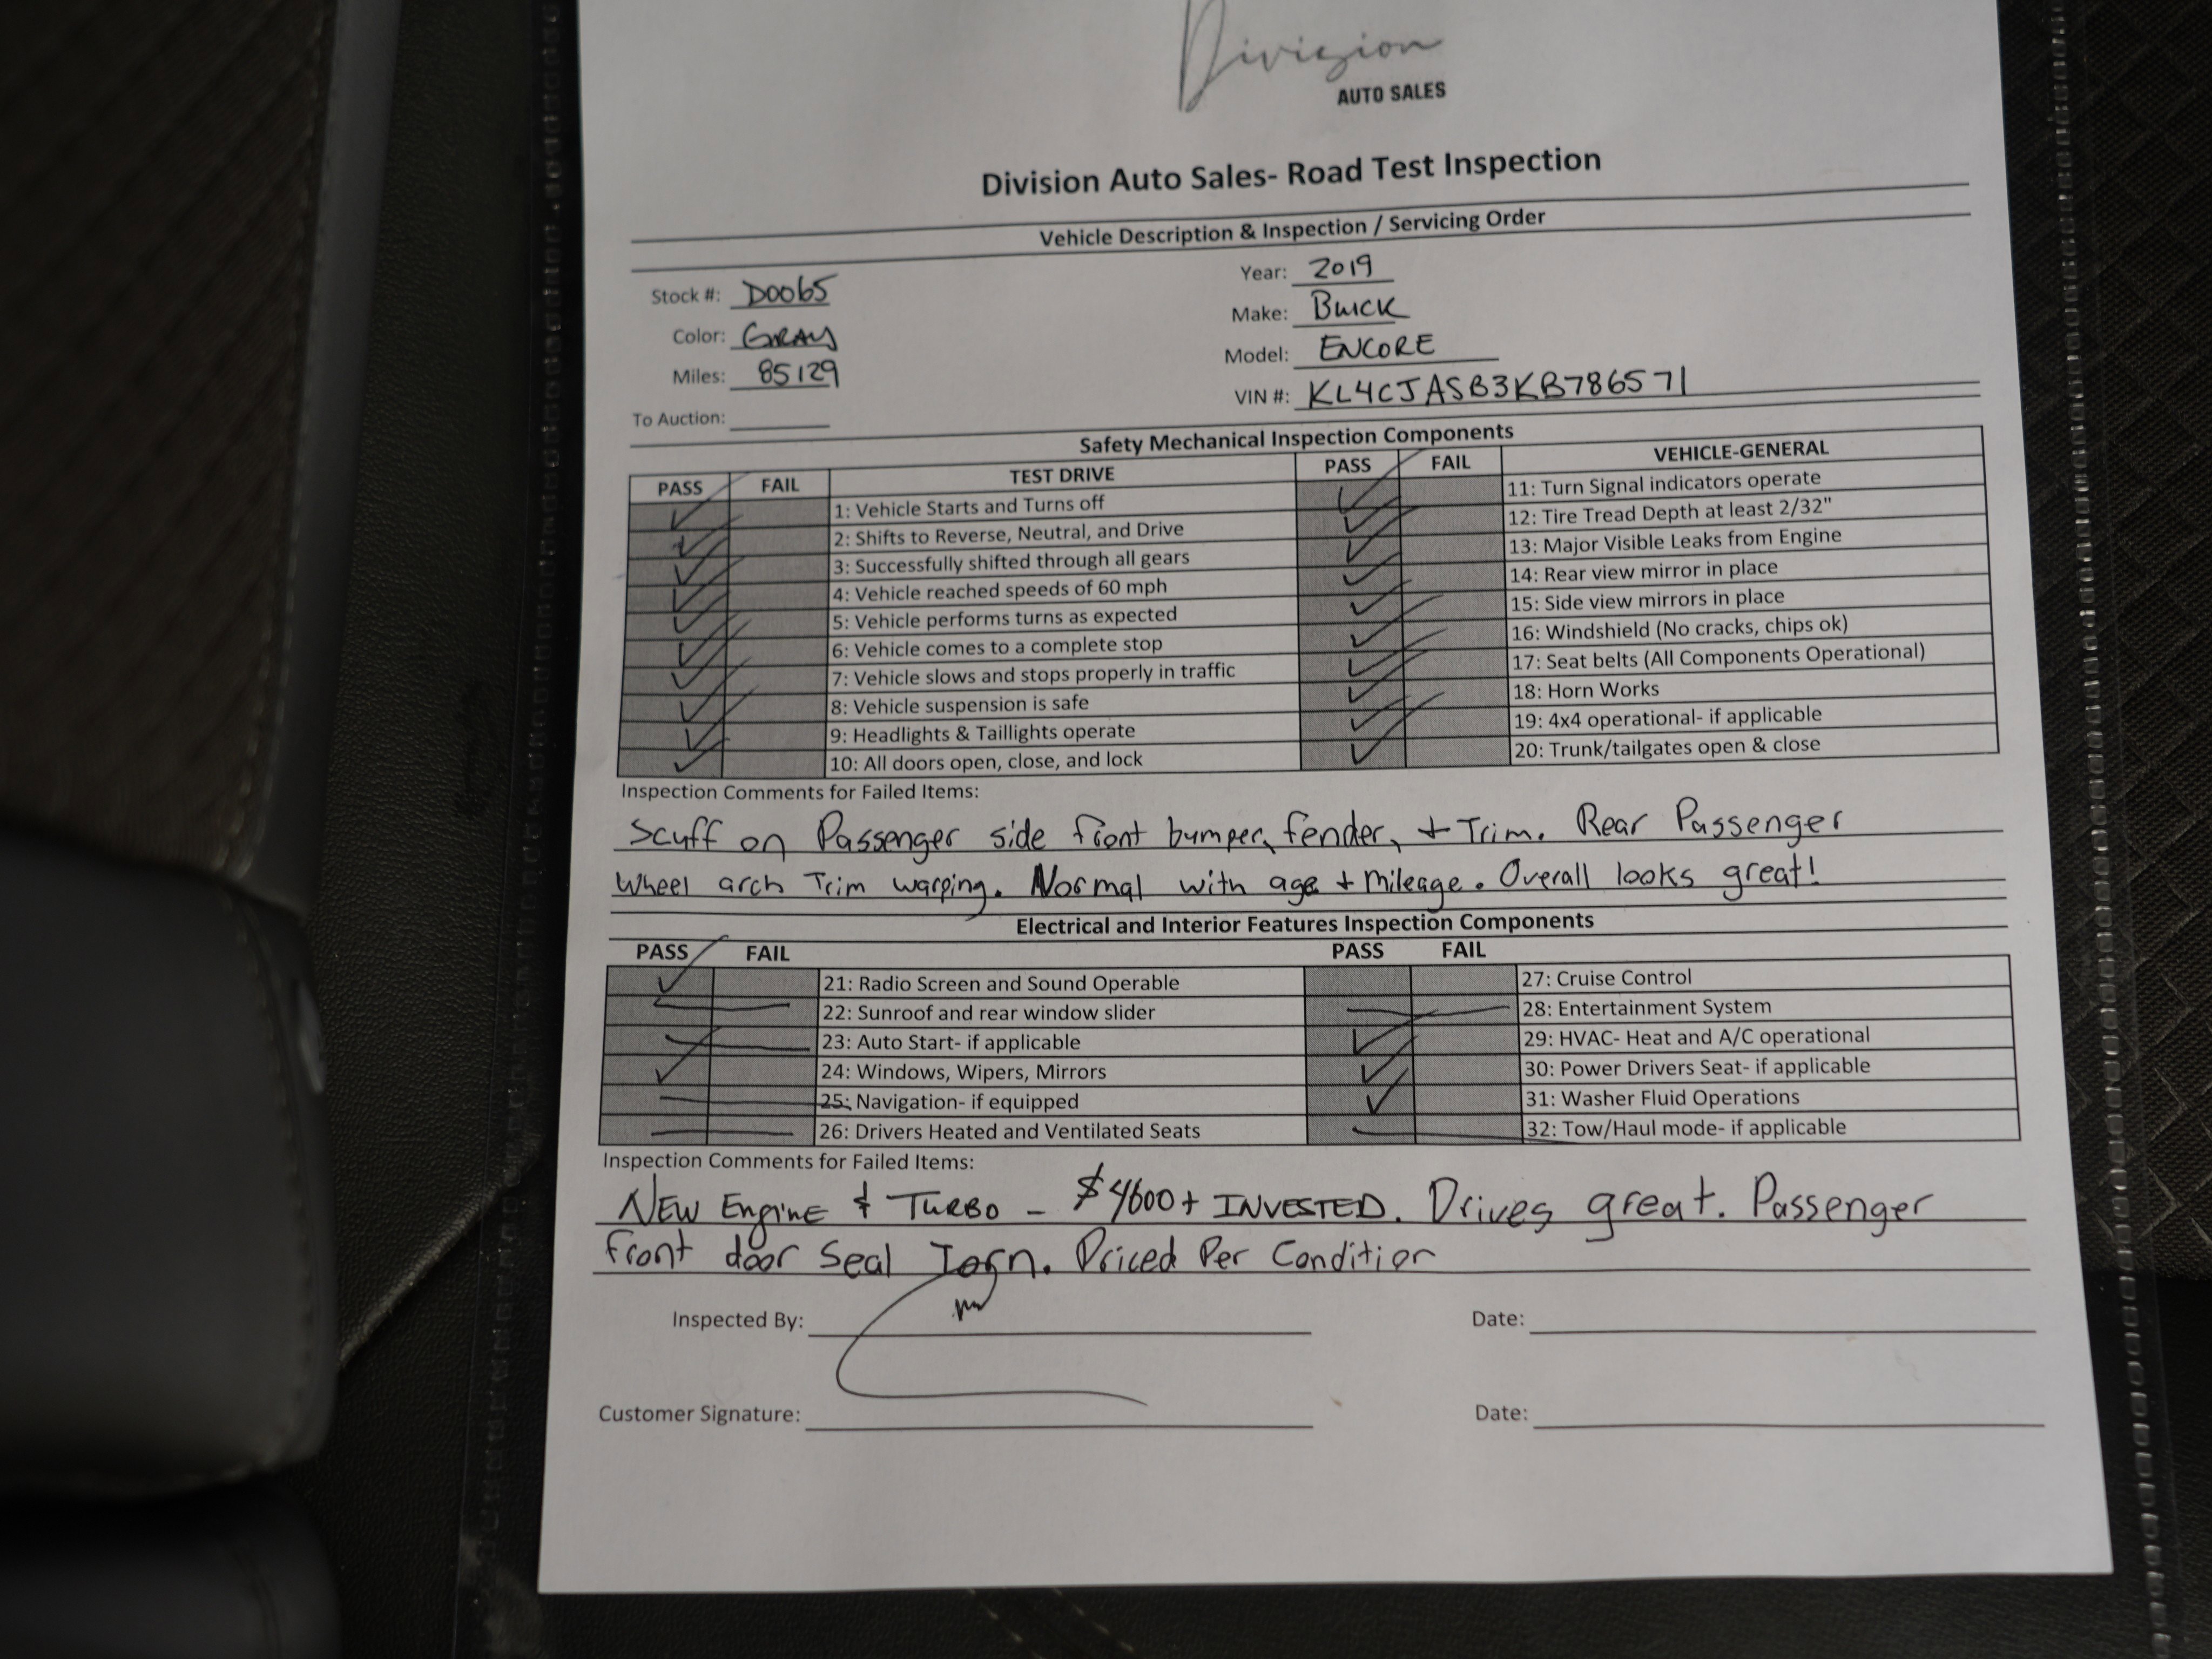 Division
AUTO SALES
Division Auto Sales- Road Test Inspection
Vehicle Description & Inspection / Servicing Order
Stock #: D0065
Year: 2019
Color: GRAY
Make: Buick
Miles: 85129
Model: ENCORE
To Auction:
VIN #: KL4CJASB3KB786571
Safety Mechanical Inspection Components
PASS FAIL TEST DRIVE PASS FAIL VEHICLE-GENERAL
1: Vehicle Starts and Turns off 11: Turn Signal indicators operate
2: Shifts to Reverse, Neutral, and Drive 12: Tire Tread Depth at least 2/32"
3: Successfully shifted through all gears 13: Major Visible Leaks from Engine
4: Vehicle reached speeds of 60 mph 14: Rear view mirror in place
5: Vehicle performs turns as expected 15: Side view mirrors in place
6: Vehicle comes to a complete stop 16: Windshield (No cracks, chips ok)
7: Vehicle slows and stops properly in traffic 17: Seat belts (All Components Operational)
8: Vehicle suspension is safe 18: Horn Works
9: Headlights & Taillights operate 19: 4x4 operational- if applicable
10: All doors open, close, and lock 20: Trunk/tailgates open & close
Inspection Comments for Failed Items:
Scuff on Passenger side front bumper, fender, + Trim. Rear Passenger
Wheel arch Trim warping. Normal with age + mileage. Overall looks great!
Electrical and Interior Features Inspection Components
PASS FAIL PASS FAIL
21: Radio Screen and Sound Operable 27: Cruise Control
22: Sunroof and rear window slider 28: Entertainment System
23: Auto Start- if applicable 29: HVAC- Heat and A/C operational
24: Windows, Wipers, Mirrors 30: Power Drivers Seat- if applicable
25: Navigation- if equipped 31: Washer Fluid Operations
26: Drivers Heated and Ventilated Seats 32: Tow/Haul mode- if applicable
Inspection Comments for Failed Items:
NEW Engine & TURBO - $4600+ INVESTED. Drives great. Passenger
front door Seal Torn. Priced Per Condition
Inspected By: Date:
Customer Signature: Date: